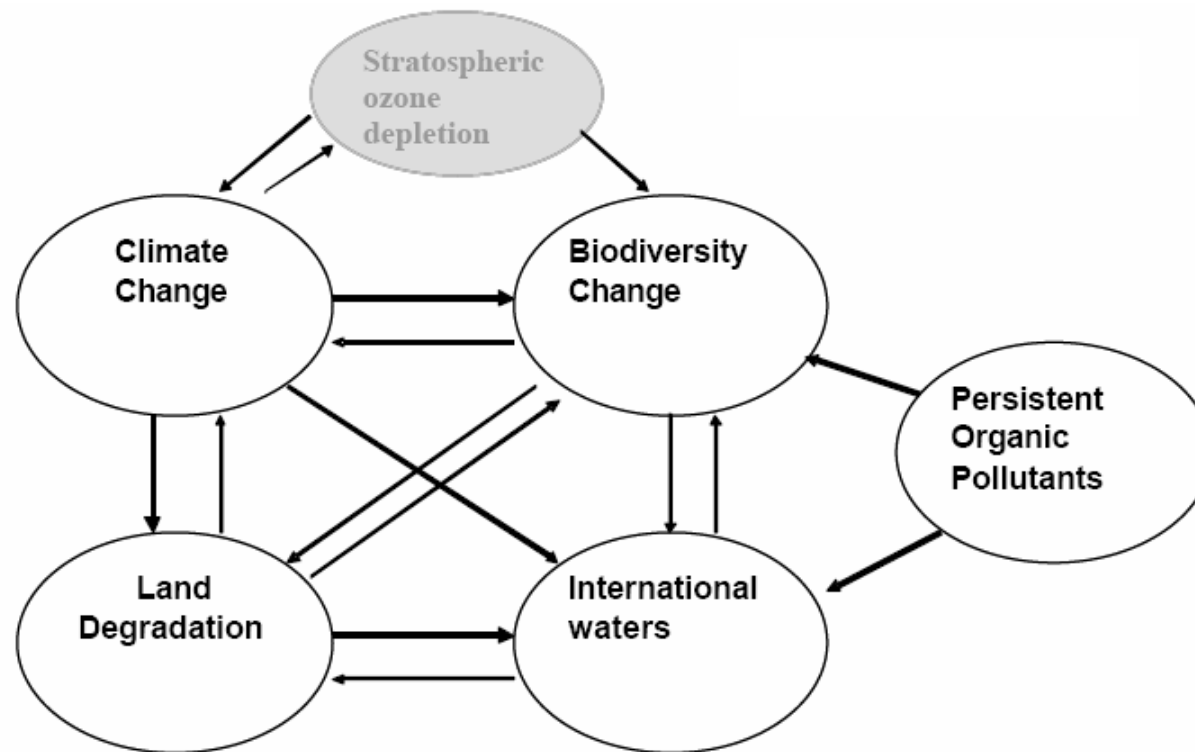 Stratospheric
ozone
depletion
Climate
Change
Biodiversity
Change
Persistent
Organic
Pollutants
Land
Degradation
International
waters